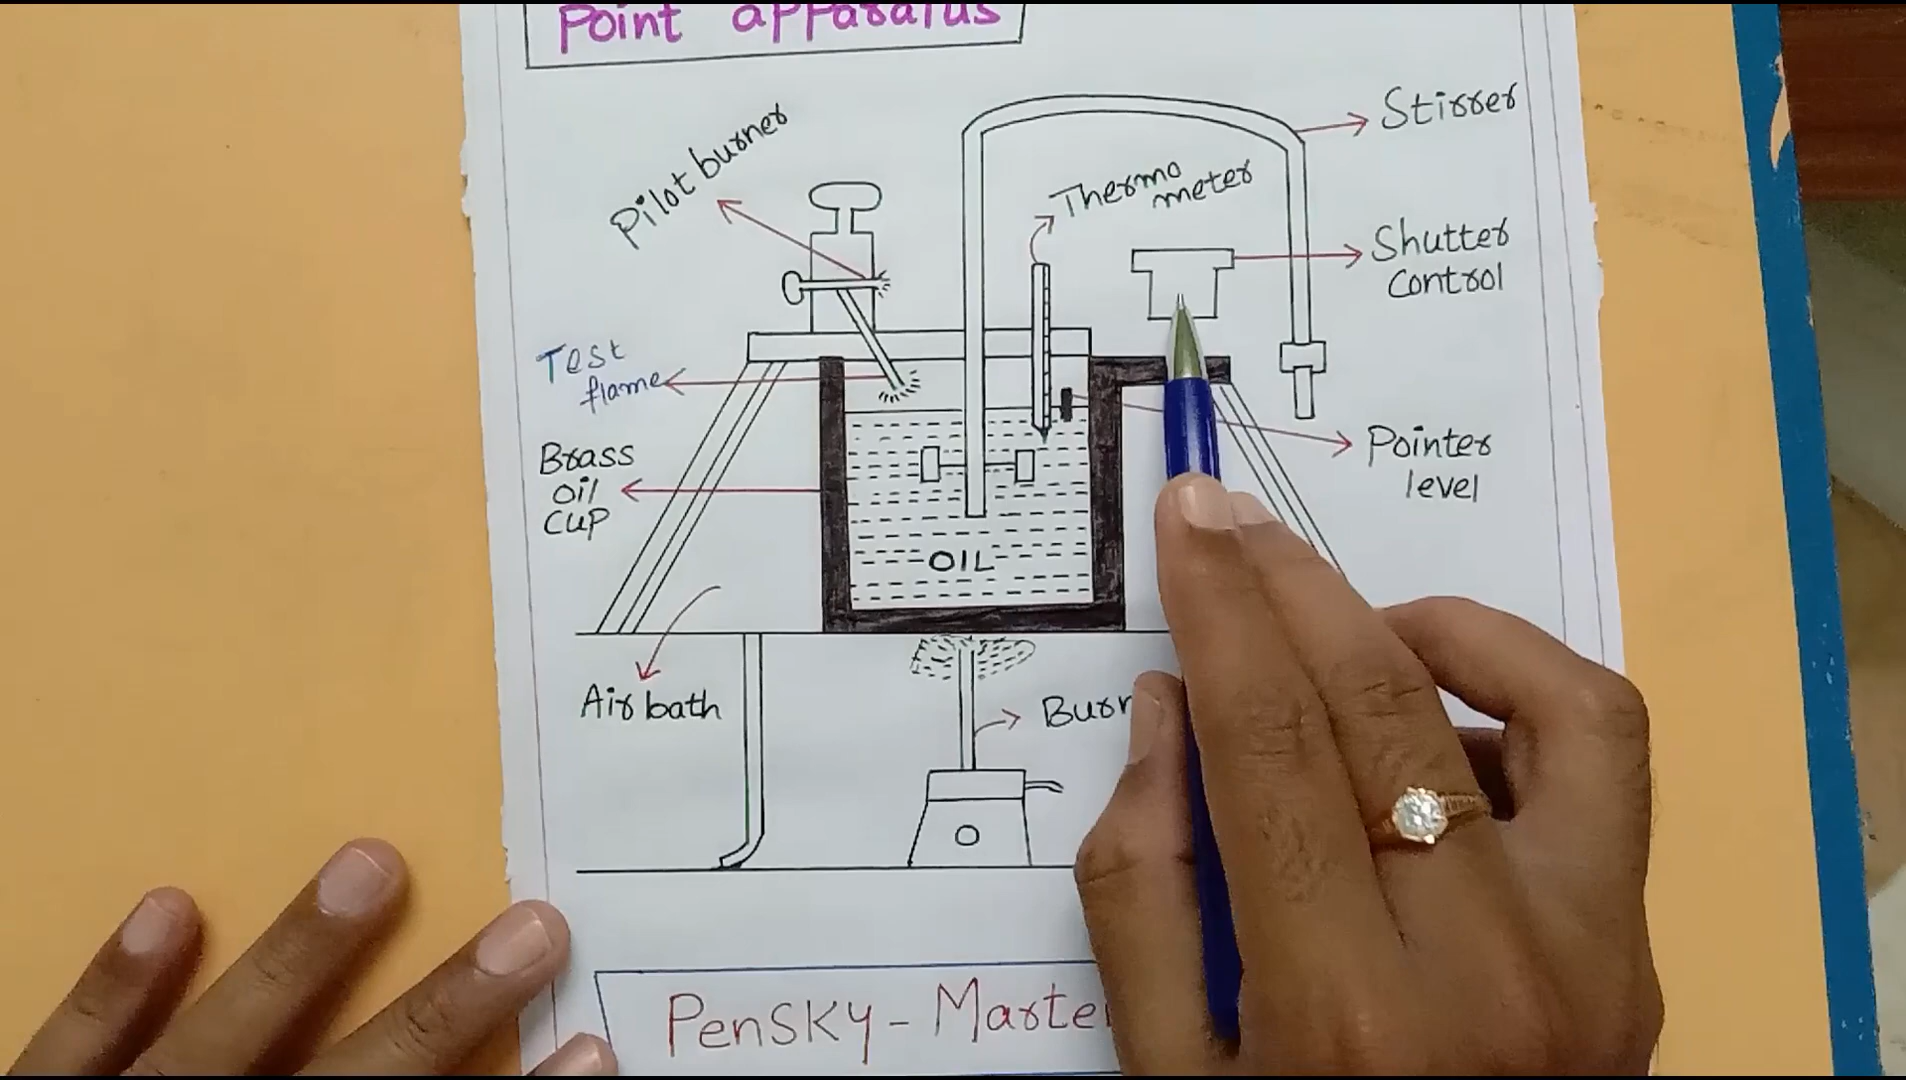 Point apparatus
Stirrer
Pilot burner
Thermo
meter
Shutter
control
Test
flame
Brass
oil
cup
Pointer
level
OIL
Air bath
Pensky-Marte